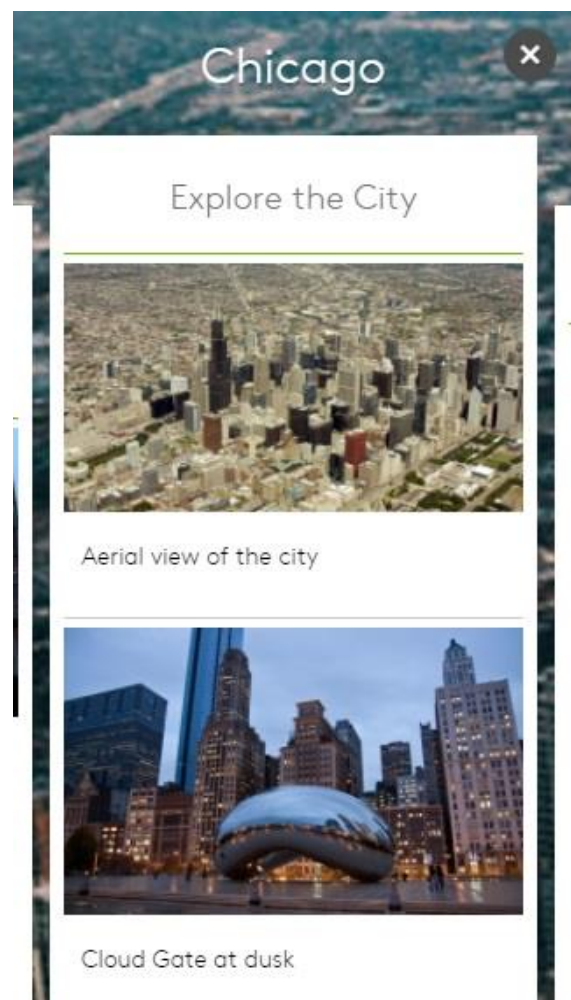 Chicago
Explore the City
Aerial view of the city
Cloud Gate at dusk